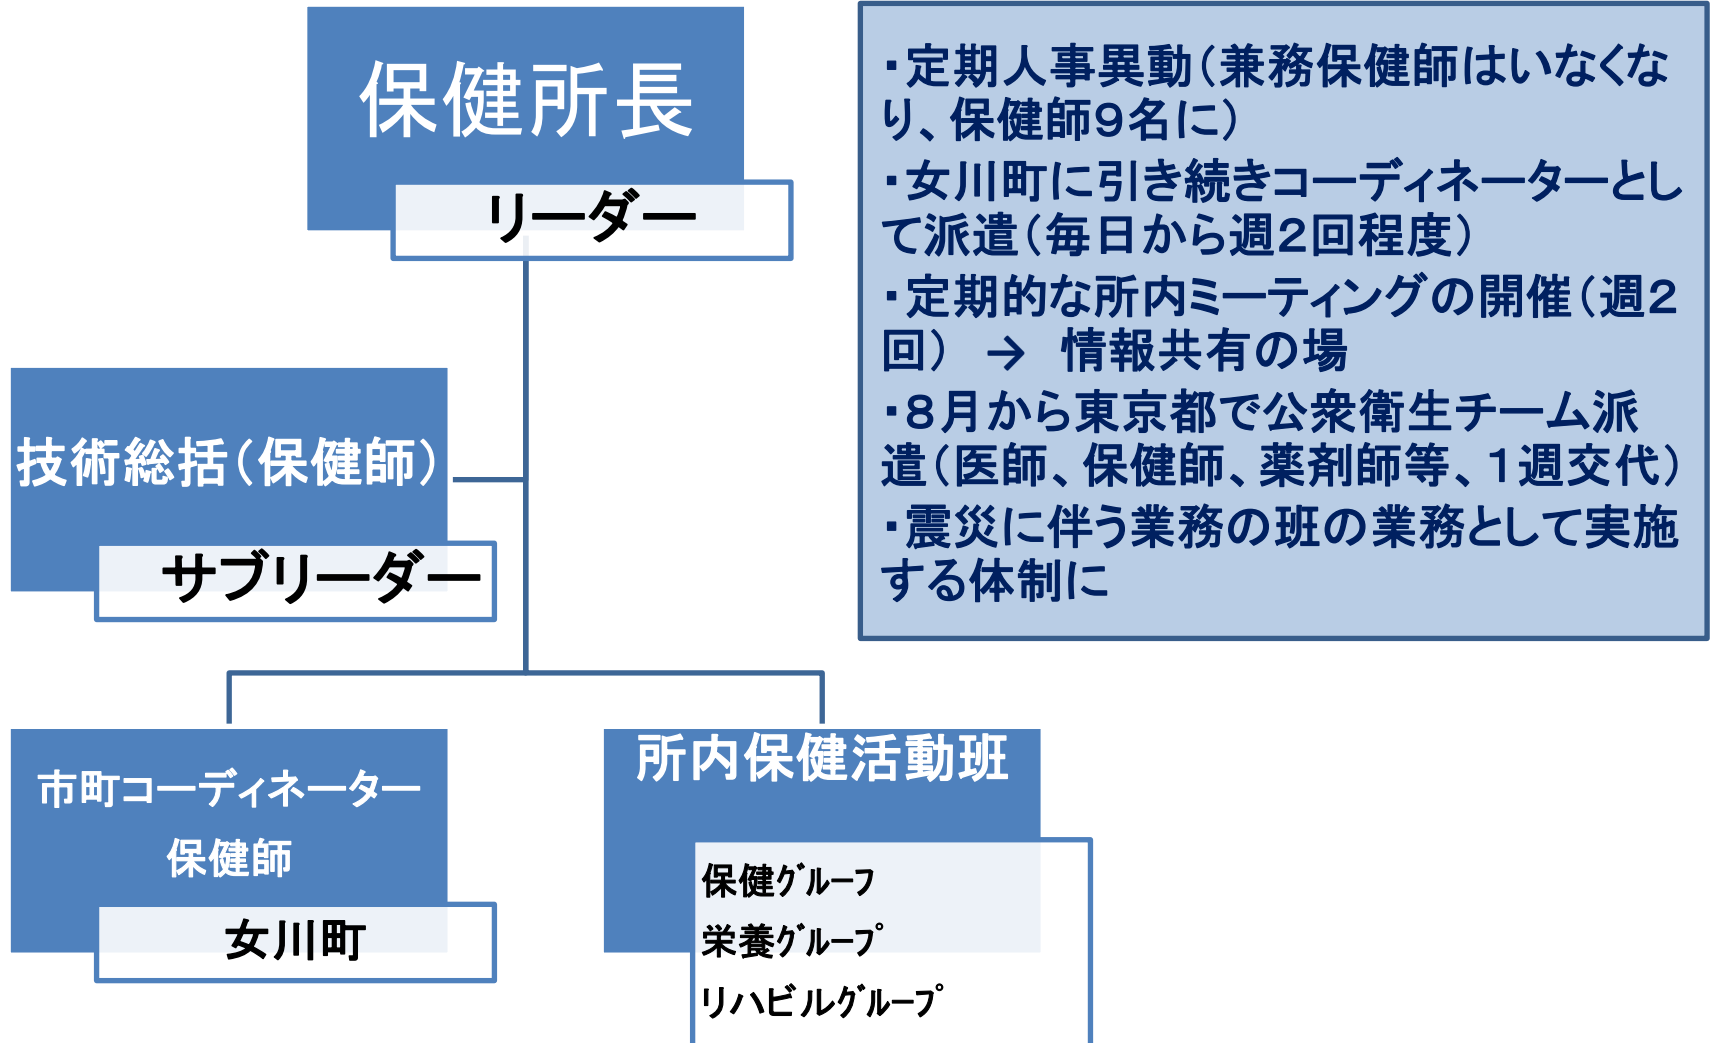 保健所長
リーダー
技術総括（保健師）
サブリーダー
市町コーディネーター
保健師
女川町
所内保健活動班
保健ｸﾞﾙｰﾌ
栄養ｸﾞﾙｰﾌﾟ
ﾘハビルｸﾞﾙｰﾌﾟ
・定期人事異動（兼務保健師はいなくな
り、保健師９名に）
・女川町に引き続きコーディネーターとし
て派遣（毎日から週２回程度）
・定期的な所内ミーティングの開催（週２
回）　→　情報共有の場
・８月から東京都で公衆衛生チーム派
遣（医師、保健師、薬剤師等、１週交代）
・震災に伴う業務の班の業務として実施
する体制に